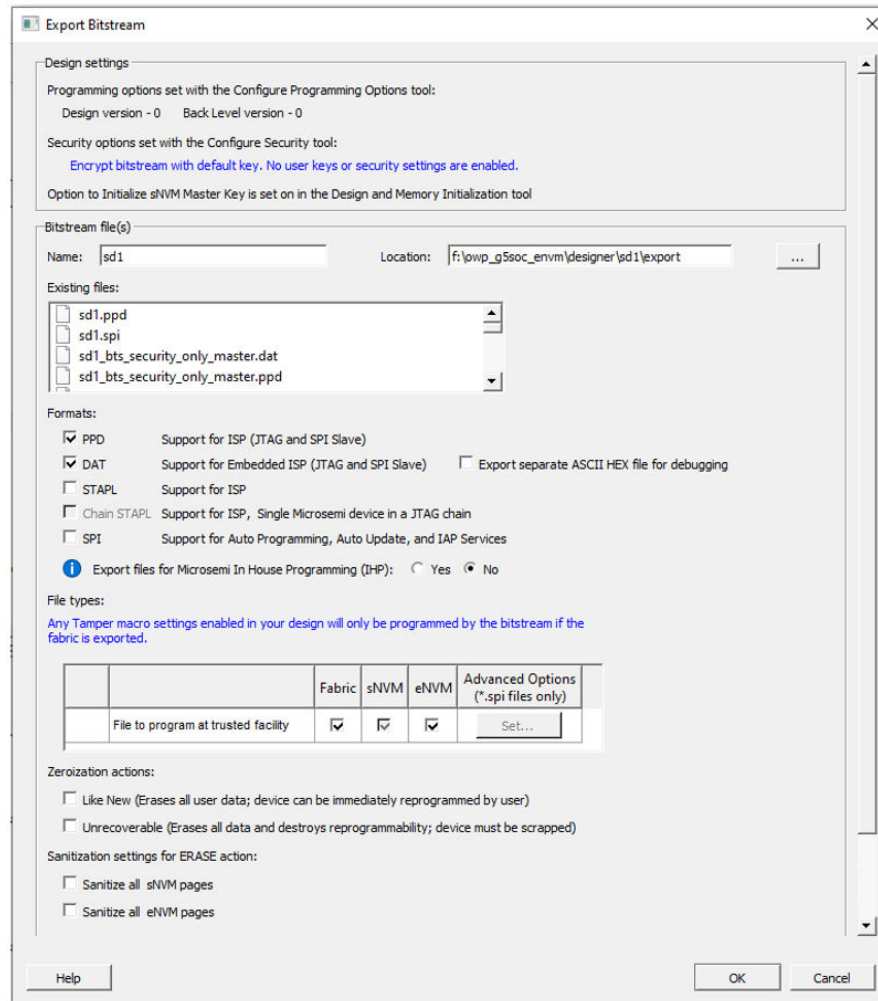 Export Bitstream
Design settings
Programming options set with the Configure Programming Options tool:
Design version - 0 Back Level version - 0
Security options set with the Configure Security tool:
Encrypt bitstream with default key. No user keys or security settings are enabled.
Option to Initialize sNVM Master Key is set on in the Design and Memory Initialization tool
Bitstream file(s)
Name: sd1 Location: f:\owp_g5soc_envm\designer\sd1\export ...
Existing files:
sd1.ppd
sd1.spi
sd1_bts_security_only_master.dat
sd1_bts_security_only_master.ppd
Formats:
PPD Support for ISP (JTAG and SPI Slave)
DAT Support for Embedded ISP (JTAG and SPI Slave) Export separate ASCII HEX file for debugging
STAPL Support for ISP
Chain STAPL Support for ISP, Single Microsemi device in a JTAG chain
SPI Support for Auto Programming, Auto Update, and IAP Services
Export files for Microsemi In House Programming (IHP): Yes No
File types:
Any Tamper macro settings enabled in your design will only be programmed by the bitstream if the
fabric is exported.
Fabric sNVM eNVM Advanced Options
(*.spi files only)
File to program at trusted facility Set...
Zeroization actions:
Like New (Erases all user data; device can be immediately reprogrammed by user)
Unrecoverable (Erases all data and destroys reprogrammability; device must be scrapped)
Sanitization settings for ERASE action:
Sanitize all sNVM pages
Sanitize all eNVM pages
Help OK Cancel